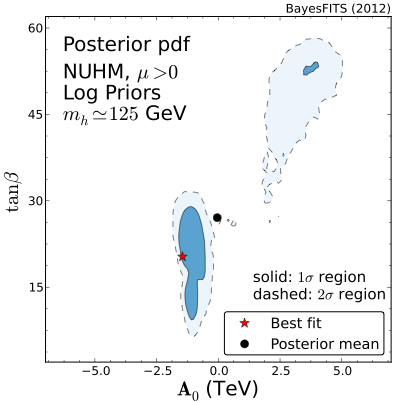 BayesFITS (2012)
Posterior pdf
NUHM, μ>0
Log Priors
m_h ≃125 GeV
60
45
30
15
tanβ
solid: 1σ region
dashed: 2σ region
Best fit
Posterior mean
−5.0 −2.5 0.0 2.5 5.0
A_0 (TeV)